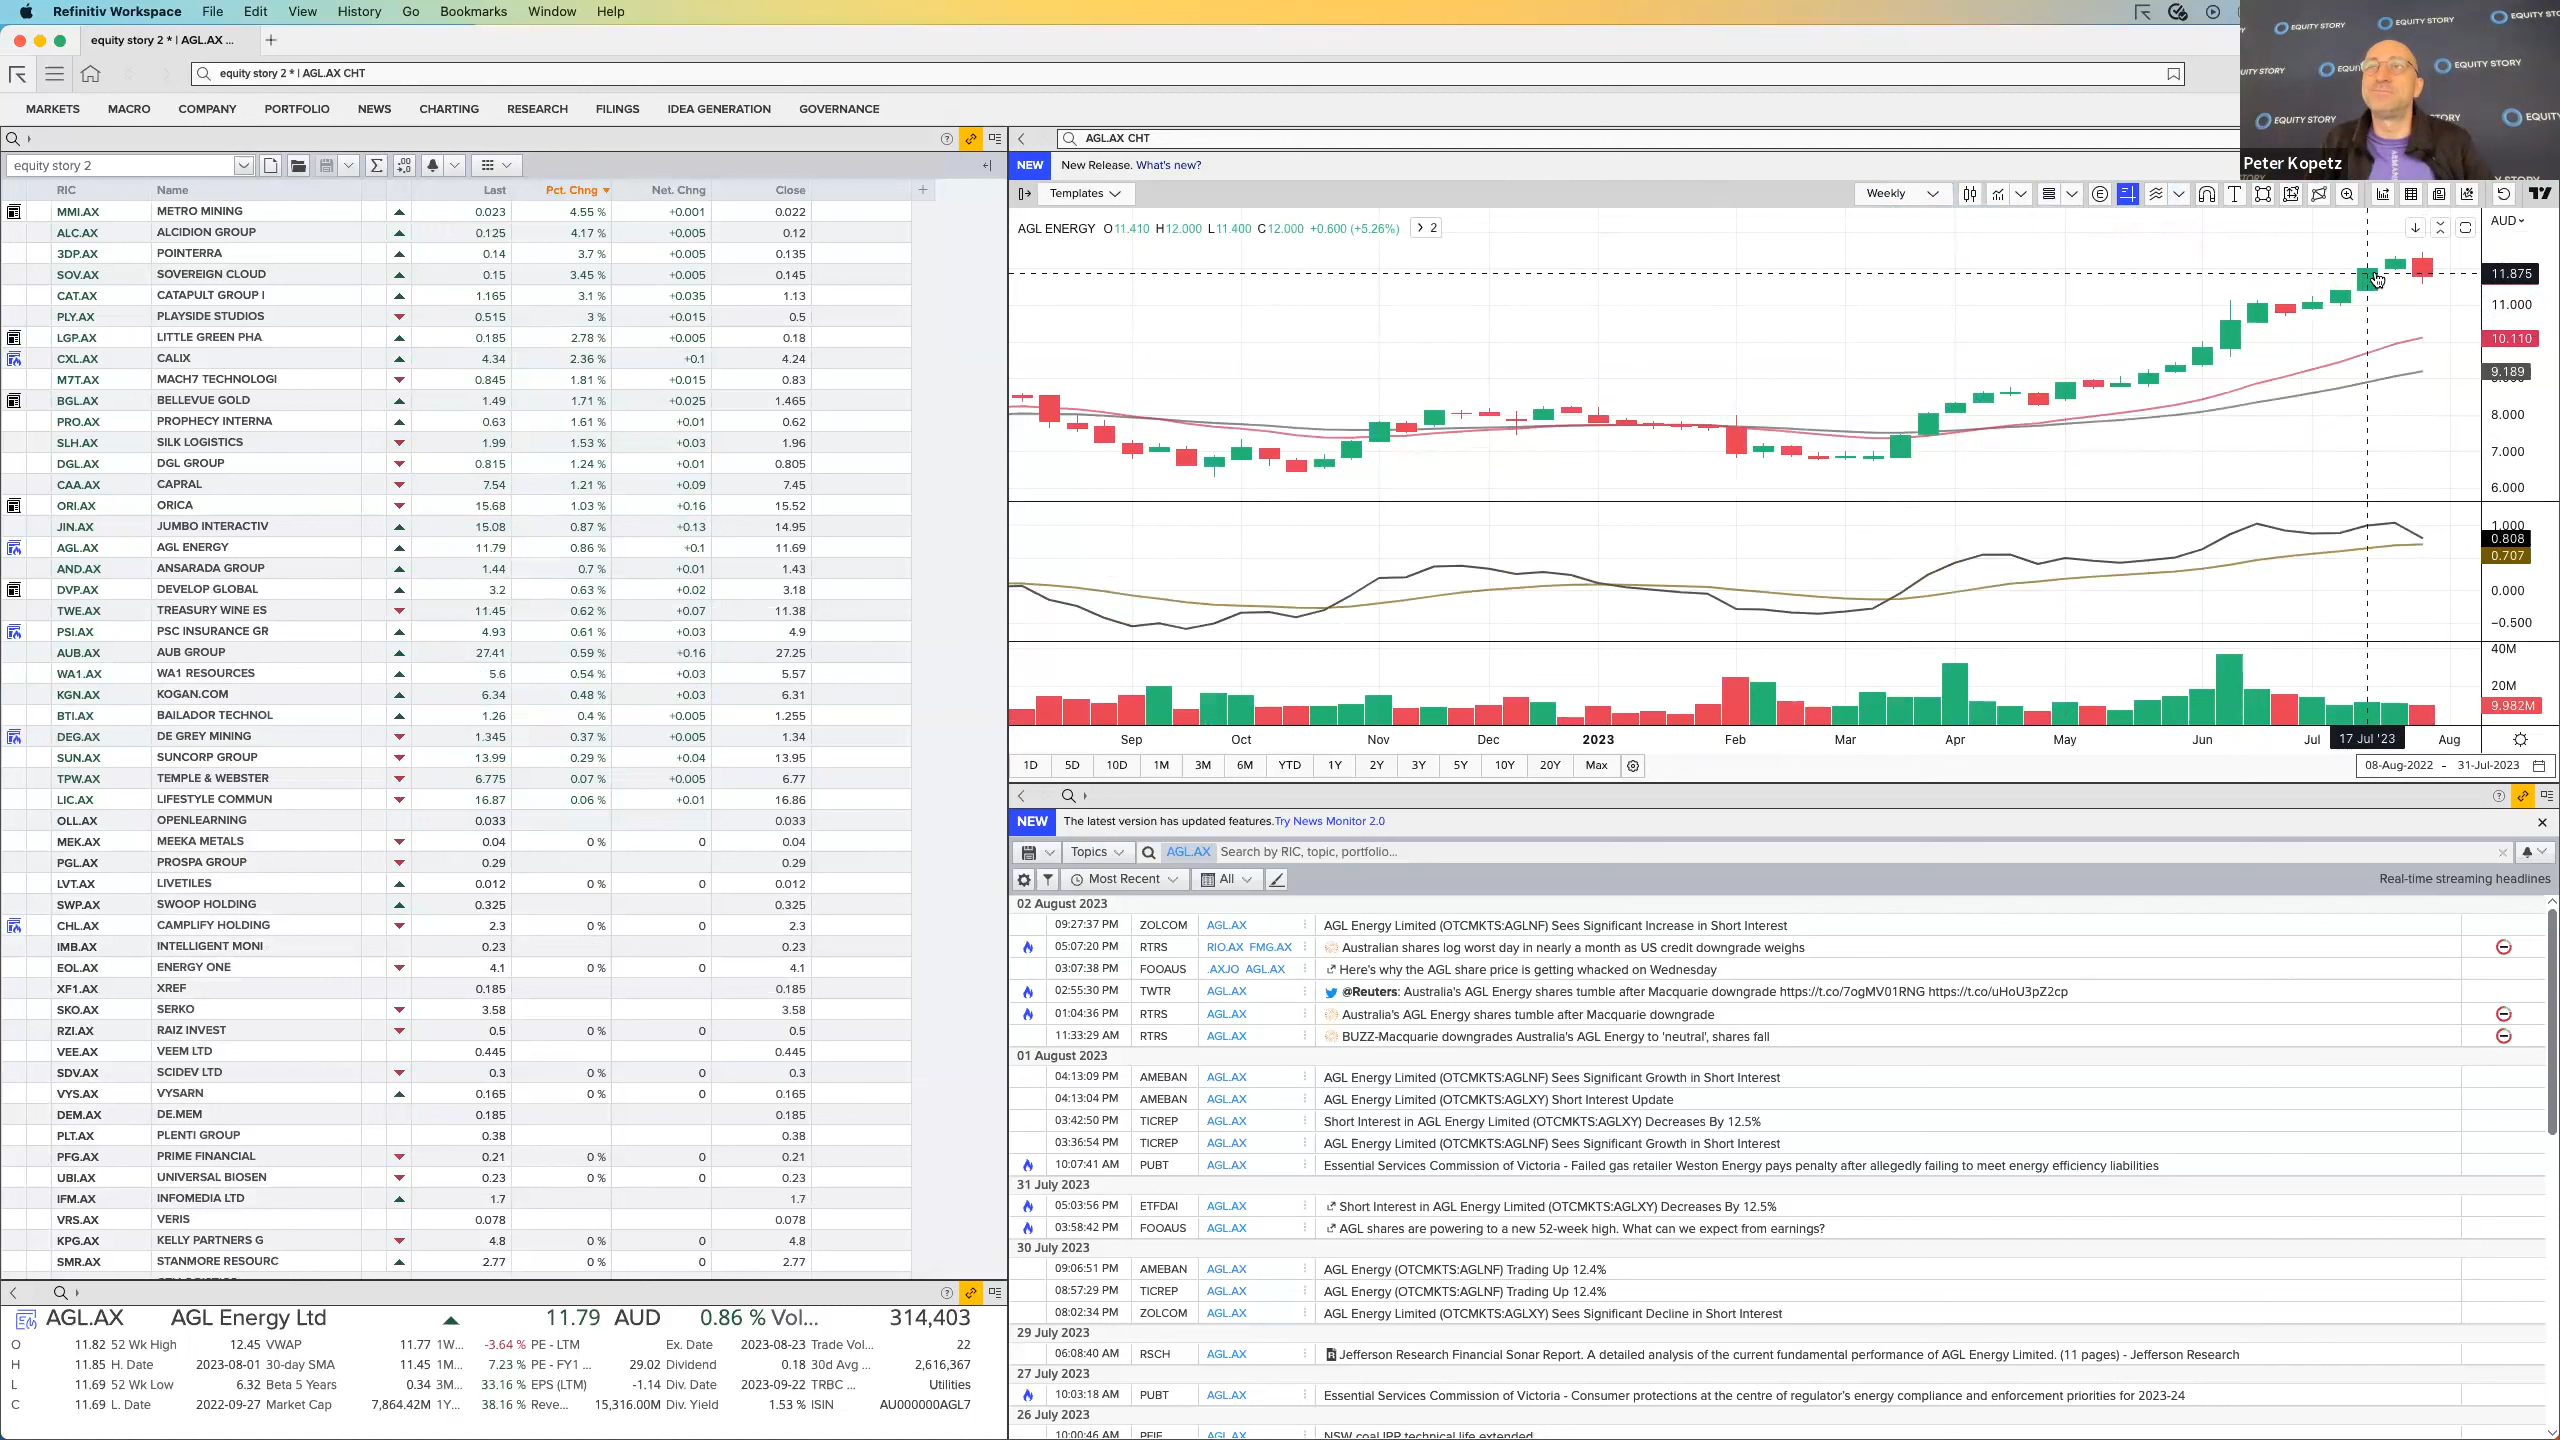 Refinitiv Workspace File Edit View History Go Bookmarks Window Help
equity story 2 * | AGL.AX ...
equity story 2 * | AGL.AX CHT
MARKETS MACRO COMPANY PORTFOLIO NEWS CHARTING RESEARCH FILINGS IDEA GENERATION GOVERNANCE
EQUITY STORY
Peter Kopetz
equity story 2
RIC Name Last Pct. Chng Net. Chng Close
MMI.AX METRO MINING 0.023 4.55 % +0.001 0.022
ALC.AX ALCIDION GROUP 0.125 4.17 % +0.005 0.12
3DP.AX POINTERRA 0.14 3.7 % +0.005 0.135
SOV.AX SOVEREIGN CLOUD 0.15 3.45 % +0.005 0.145
CAT.AX CATAPULT GROUP I 1.165 3.1 % +0.035 1.13
PLY.AX PLAYSIDE STUDIOS 0.515 3 % +0.015 0.5
LGP.AX LITTLE GREEN PHA 0.185 2.78 % +0.005 0.18
CXL.AX CALIX 4.34 2.36 % +0.1 4.24
M7T.AX MACH7 TECHNOLOGI 0.845 1.81 % +0.015 0.83
BGL.AX BELLEVUE GOLD 1.49 1.71 % +0.025 1.465
PRO.AX PROPHECY INTERNA 0.63 1.61 % +0.01 0.62
SLH.AX SILK LOGISTICS 1.99 1.53 % +0.03 1.96
DGL.AX DGL GROUP 0.815 1.24 % +0.01 0.805
CAA.AX CAPRAL 7.54 1.21 % +0.09 7.45
ORI.AX ORICA 15.68 1.03 % +0.16 15.52
JIN.AX JUMBO INTERACTIV 15.08 0.87 % +0.13 14.95
AGL.AX AGL ENERGY 11.79 0.86 % +0.1 11.69
AND.AX ANSARADA GROUP 1.44 0.7 % +0.01 1.43
DVP.AX DEVELOP GLOBAL 3.2 0.63 % +0.02 3.18
TWE.AX TREASURY WINE ES 11.45 0.62 % +0.07 11.38
PSI.AX PSC INSURANCE GR 4.93 0.61 % +0.03 4.9
AUB.AX AUB GROUP 27.41 0.59 % +0.16 27.25
WA1.AX WA1 RESOURCES 5.6 0.54 % +0.03 5.57
KGN.AX KOGAN.COM 6.34 0.48 % +0.03 6.31
BTI.AX BAILADOR TECHNOL 1.26 0.4 % +0.005 1.255
DEG.AX DE GREY MINING 1.345 0.37 % +0.005 1.34
SUN.AX SUNCORP GROUP 13.99 0.29 % +0.04 13.95
TPW.AX TEMPLE & WEBSTER 6.775 0.07 % +0.005 6.77
LIC.AX LIFESTYLE COMMUN 16.87 0.06 % +0.01 16.86
OLL.AX OPENLEARNING 0.033 0.033
MEK.AX MEEKA METALS 0.04 0 % 0 0.04
PGL.AX PROSPA GROUP 0.29 0.29
LVT.AX LIVETILES 0.012 0 % 0 0.012
SWP.AX SWOOP HOLDING 0.325 0.325
CHL.AX CAMPLIFY HOLDING 2.3 0 % 0 2.3
IMB.AX INTELLIGENT MONI 0.23 0.23
EOL.AX ENERGY ONE 4.1 0 % 0 4.1
XF1.AX XREF 0.185 0.185
SKO.AX SERKO 3.58 3.58
RZI.AX RAIZ INVEST 0.5 0 % 0 0.5
VEE.AX VEEM LTD 0.445 0.445
SDV.AX SCIDEV LTD 0.3 0 % 0 0.3
VYS.AX VYSARN 0.165 0 % 0 0.165
DEM.AX DE.MEM 0.185 0.185
PLT.AX PLENTI GROUP 0.38 0.38
PFG.AX PRIME FINANCIAL 0.21 0 % 0 0.21
UBI.AX UNIVERSAL BIOSEN 0.23 0 % 0 0.23
IFM.AX INFOMEDIA LTD 1.7 1.7
VRS.AX VERIS 0.078 0.078
KPG.AX KELLY PARTNERS G 4.8 0 % 0 4.8
SMR.AX STANMORE RESOURC 2.77 0 % 0 2.77
AGL.AX AGL Energy Ltd 11.79 AUD 0.86 % Vol... 314,403
O 11.82 52 Wk High 12.45 VWAP 11.77 1W... -3.64 % PE - LTM Ex. Date 2023-08-23 Trade Vol... 22
H 11.85 H. Date 2023-08-01 30-day SMA 11.45 1M... 7.23 % PE - FY1 ... 29.02 Dividend 0.18 30d Avg ... 2,616,367
L 11.69 52 Wk Low 6.32 Beta 5 Years 0.34 3M... 33.16 % EPS (LTM) -1.14 Div. Date 2023-09-22 TRBC ... Utilities
C 11.69 L. Date 2022-09-27 Market Cap 7,864.42M 1Y... 38.16 % Reve... 15,316.00M Div. Yield 1.53 % ISIN AU000000AGL7
AGL.AX CHT
NEW New Release. What's new?
Templates Weekly
AGL ENERGY O11.410 H12.000 L11.400 C12.000 +0.600 (+5.26%) 2
AUD
11.875
11.000
10.110
9.189
8.000
7.000
6.000
1.000
0.808
0.707
0.000
−0.500
40M
20M
9.982M
Sep Oct Nov Dec 2023 Feb Mar Apr May Jun Jul 17 Jul '23 Aug
1D 5D 10D 1M 3M 6M YTD 1Y 2Y 3Y 5Y 10Y 20Y Max 08-Aug-2022 - 31-Jul-2023
NEW The latest version has updated features. Try News Monitor 2.0
Topics AGL.AX Search by RIC, topic, portfolio...
Most Recent All Real-time streaming headlines
02 August 2023
09:27:37 PM ZOLCOM AGL.AX AGL Energy Limited (OTCMKTS:AGLNF) Sees Significant Increase in Short Interest
05:07:20 PM RTRS RIO.AX FMG.AX Australian shares log worst day in nearly a month as US credit downgrade weighs
03:07:38 PM FOOAUS .AXJO AGL.AX Here's why the AGL share price is getting whacked on Wednesday
02:55:30 PM TWTR AGL.AX @Reuters: Australia's AGL Energy shares tumble after Macquarie downgrade https://t.co/7ogMV01RNG https://t.co/uHoU3pZ2cp
01:04:36 PM RTRS AGL.AX Australia's AGL Energy shares tumble after Macquarie downgrade
11:33:29 AM RTRS AGL.AX BUZZ-Macquarie downgrades Australia's AGL Energy to 'neutral', shares fall
01 August 2023
04:13:09 PM AMEBAN AGL.AX AGL Energy Limited (OTCMKTS:AGLNF) Sees Significant Growth in Short Interest
04:13:04 PM AMEBAN AGL.AX AGL Energy Limited (OTCMKTS:AGLXY) Short Interest Update
03:42:50 PM TICREP AGL.AX Short Interest in AGL Energy Limited (OTCMKTS:AGLXY) Decreases By 12.5%
03:36:54 PM TICREP AGL.AX AGL Energy Limited (OTCMKTS:AGLNF) Sees Significant Growth in Short Interest
10:07:41 AM PUBT AGL.AX Essential Services Commission of Victoria - Failed gas retailer Weston Energy pays penalty after allegedly failing to meet energy efficiency liabilities
31 July 2023
05:03:56 PM ETFDAI AGL.AX Short Interest in AGL Energy Limited (OTCMKTS:AGLXY) Decreases By 12.5%
03:58:42 PM FOOAUS AGL.AX AGL shares are powering to a new 52-week high. What can we expect from earnings?
30 July 2023
09:06:51 PM AMEBAN AGL.AX AGL Energy (OTCMKTS:AGLNF) Trading Up 12.4%
08:57:29 PM TICREP AGL.AX AGL Energy (OTCMKTS:AGLNF) Trading Up 12.4%
08:02:34 PM ZOLCOM AGL.AX AGL Energy Limited (OTCMKTS:AGLXY) Sees Significant Decline in Short Interest
29 July 2023
06:08:40 AM RSCH AGL.AX Jefferson Research Financial Sonar Report. A detailed analysis of the current fundamental performance of AGL Energy Limited. (11 pages) - Jefferson Research
27 July 2023
10:03:18 AM PUBT AGL.AX Essential Services Commission of Victoria - Consumer protections at the centre of regulator's energy compliance and enforcement priorities for 2023-24
26 July 2023
10:00:46 AM AGL.AX NSW coal IPP technical life extended